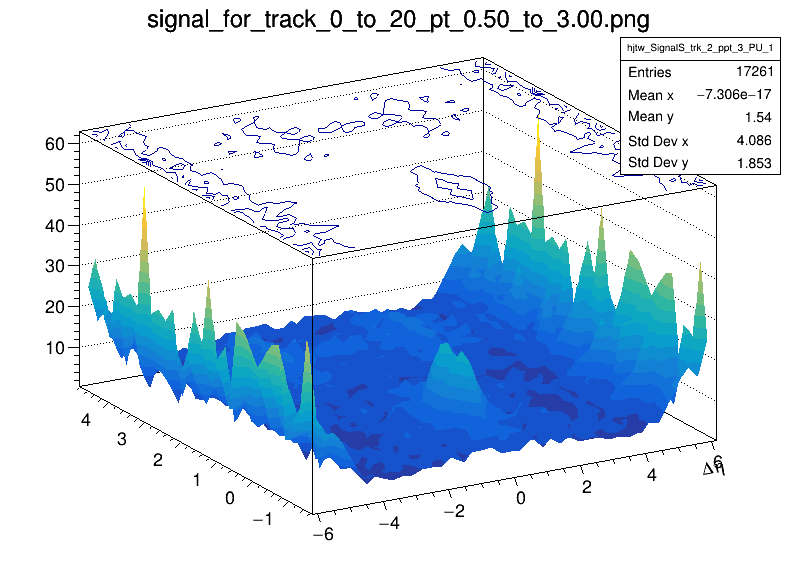 signal_for_track_0_to_20_pt_0.50_to_3.00.png
hjtw_SignalS_trk_2_ppt_3_PU_1
Entries 17261
Mean x −7.306e−17
Mean y 1.54
Std Dev x 4.086
Std Dev y 1.853
60
50
40
30
20
10
4
3
2
1
0
−1
−6
−4
−2
0
2
4
6
Δη